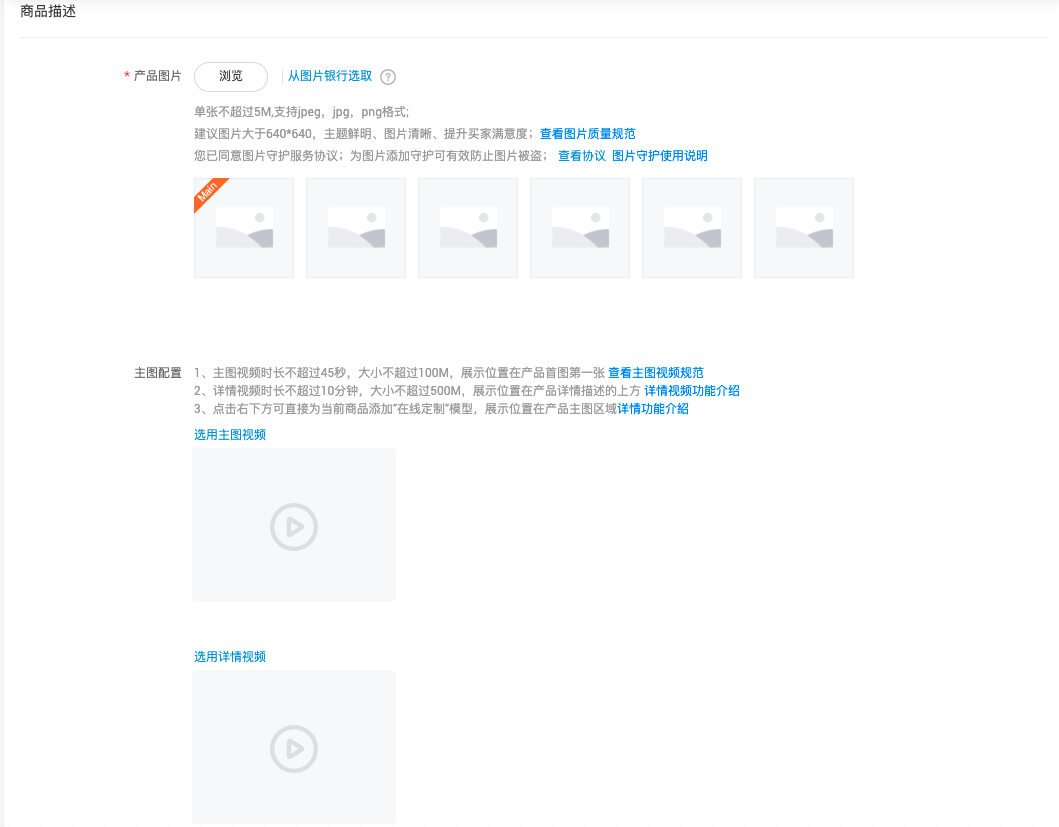 商品描述
* 产品图片 浏览 从图片银行选取 ?
单张不超过5M,支持jpeg，jpg，png格式;
建议图片大于640*640，主题鲜明、图片清晰、提升买家满意度；查看图片质量规范
您已同意图片守护服务协议；为图片添加守护可有效防止图片被盗； 查看协议 图片守护使用说明
Main
主图配置 1、主图视频时长不超过45秒，大小不超过100M，展示位置在产品首图第一张 查看主图视频规范
2、详情视频时长不超过10分钟，大小不超过500M，展示位置在产品详情描述的上方 详情视频功能介绍
3、点击右下方可直接为当前商品添加"在线定制"模型，展示位置在产品主图区域详情功能介紹
选用主图视频
选用详情视频